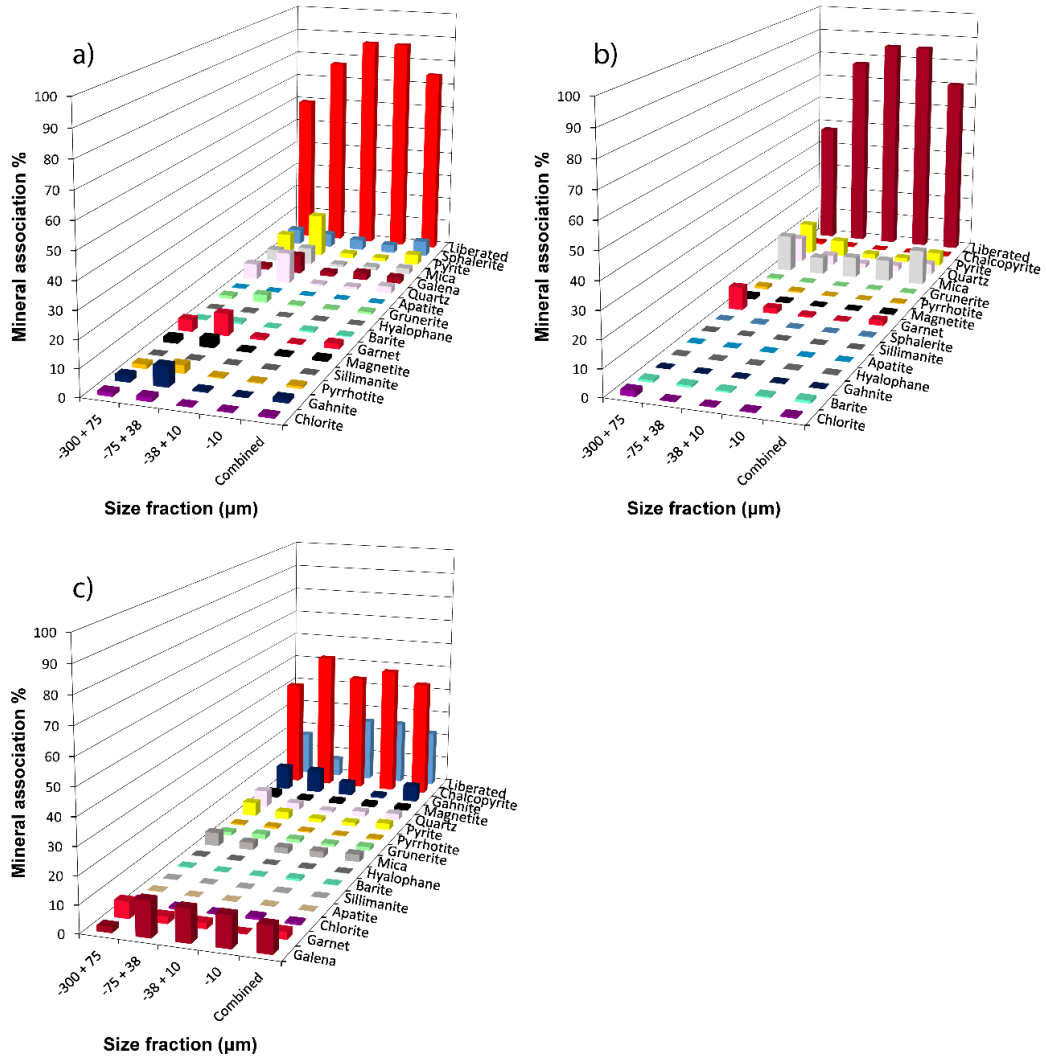 a)
Mineral association %
100
90
80
70
60
50
40
30
20
10
0
-300 + 75
-75 + 38
-38 + 10
-10
Combined
Size fraction (µm)
Liberated
Sphalerite
Pyrite
Mica
Galena
Quartz
Apatite
Grunerite
Hyalophane
Barite
Garnet
Magnetite
Sillimanite
Pyrrhotite
Gahnite
Chlorite
b)
Mineral association %
100
90
80
70
60
50
40
30
20
10
0
-300 + 75
-75 + 38
-38 + 10
-10
Combined
Size fraction (µm)
Liberated
Chalcopyrite
Pyrite
Quartz
Mica
Grunerite
Pyrrhotite
Magnetite
Garnet
Sphalerite
Sillimanite
Apatite
Hyalophane
Gahnite
Barite
Chlorite
c)
Mineral association %
100
90
80
70
60
50
40
30
20
10
0
-300 + 75
-75 + 38
-38 + 10
-10
Combined
Size fraction (µm)
Liberated
Chalcopyrite
Gahnite
Magnetite
Quartz
Pyrite
Pyrrhotite
Grunerite
Mica
Hyalophane
Barite
Sillimanite
Apatite
Chlorite
Garnet
Galena